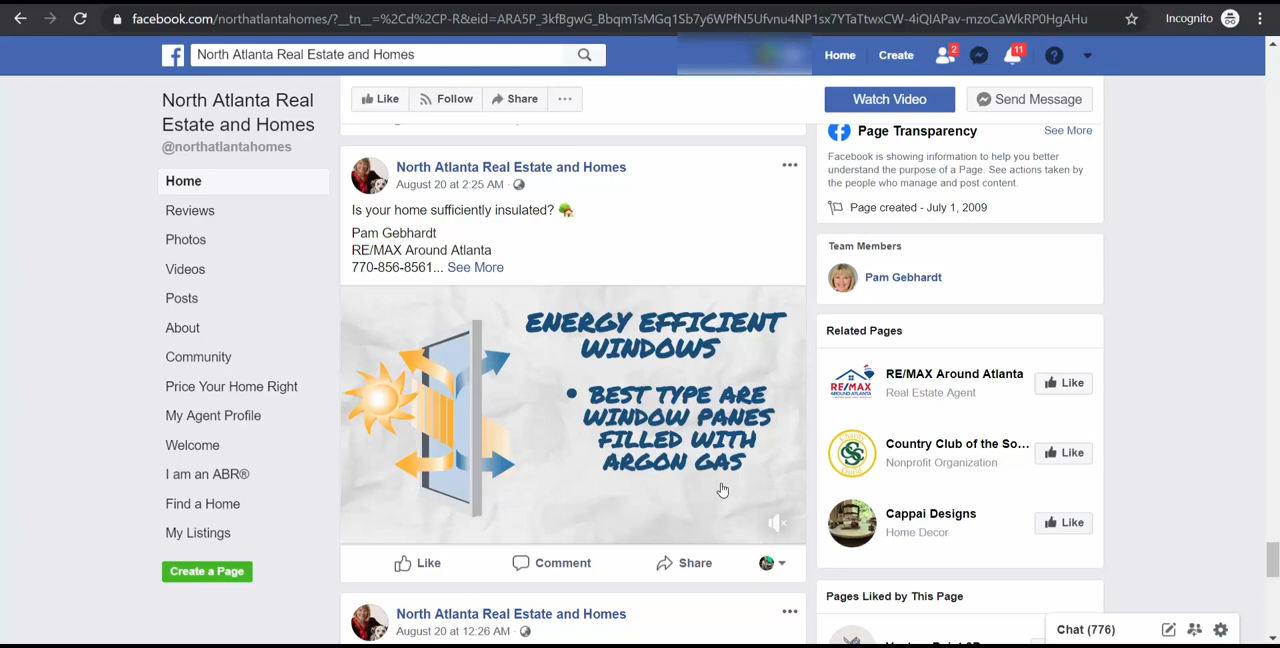 facebook.com/northatlantahomes/?__tn__=%2Cd%2CP-R&eid=ARA5P_3kfBgwG_BbqmTsMGq1Sb7y6WPfN5Ufvnu4NP1sx7YTaTtwxCW-4iQIAPav-mzoCaWkRP0HgAHu
Incognito
North Atlanta Real Estate and Homes
Home
Create
2
11
North Atlanta Real
Estate and Homes
@northatlantahomes
Home
Reviews
Photos
Videos
Posts
About
Community
Price Your Home Right
My Agent Profile
Welcome
I am an ABR®
Find a Home
My Listings
Create a Page
Like
Follow
Share
Watch Video
Send Message
North Atlanta Real Estate and Homes
August 20 at 2:25 AM ·
Is your home sufficiently insulated?
Pam Gebhardt
RE/MAX Around Atlanta
770-856-8561... See More
ENERGY EFFICIENT
WINDOWS
• BEST TYPE ARE
WINDOW PANES
FILLED WITH
ARGON GAS
Like
Comment
Share
North Atlanta Real Estate and Homes
August 20 at 12:26 AM ·
Page Transparency
See More
Facebook is showing information to help you better
understand the purpose of a Page. See actions taken by
the people who manage and post content.
Page created - July 1, 2009
Team Members
Pam Gebhardt
Related Pages
RE/MAX
AROUND ATLANTA
RE/MAX Around Atlanta
Real Estate Agent
Like
Country Club of the So...
Nonprofit Organization
Like
Cappai Designs
Home Decor
Like
Pages Liked by This Page
Chat (776)